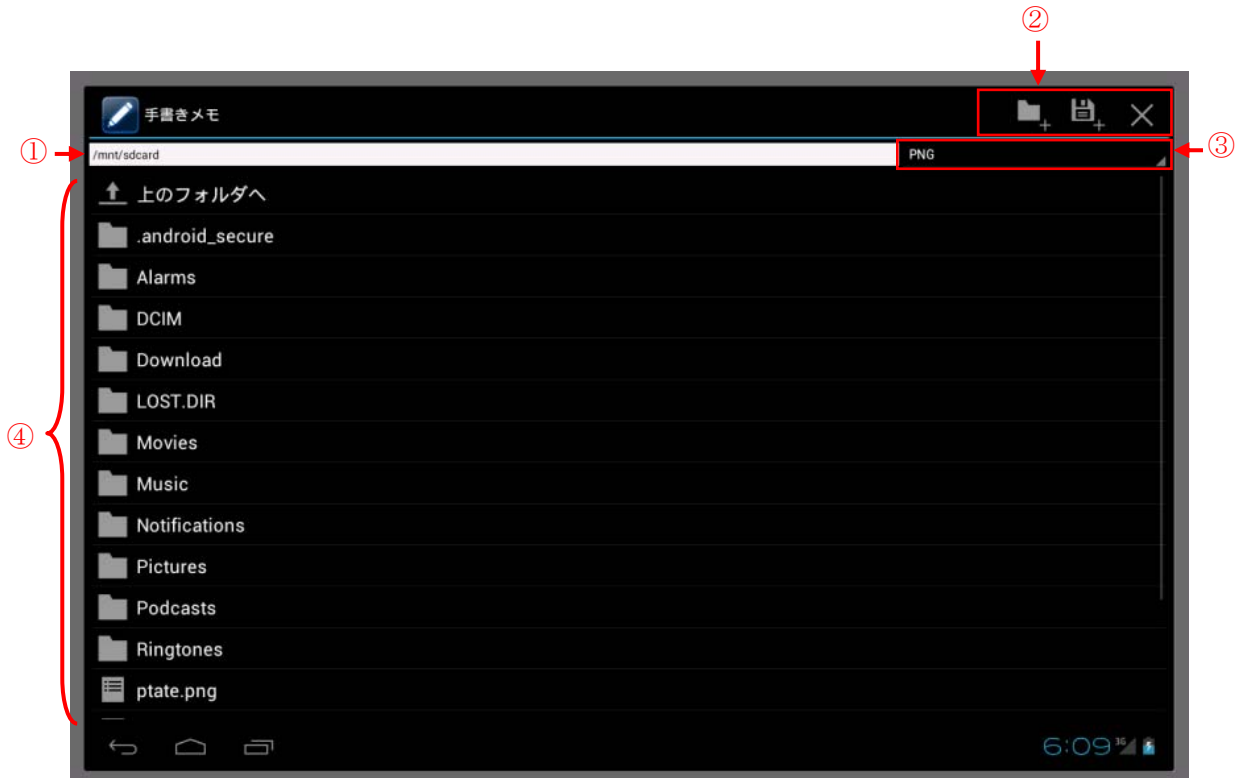 ②
手書きメモ
①
/mnt/sdcard
PNG
③
上のフォルダへ
.android_secure
Alarms
DCIM
Download
LOST.DIR
④
Movies
Music
Notifications
Pictures
Podcasts
Ringtones
ptate.png
6:09 3G